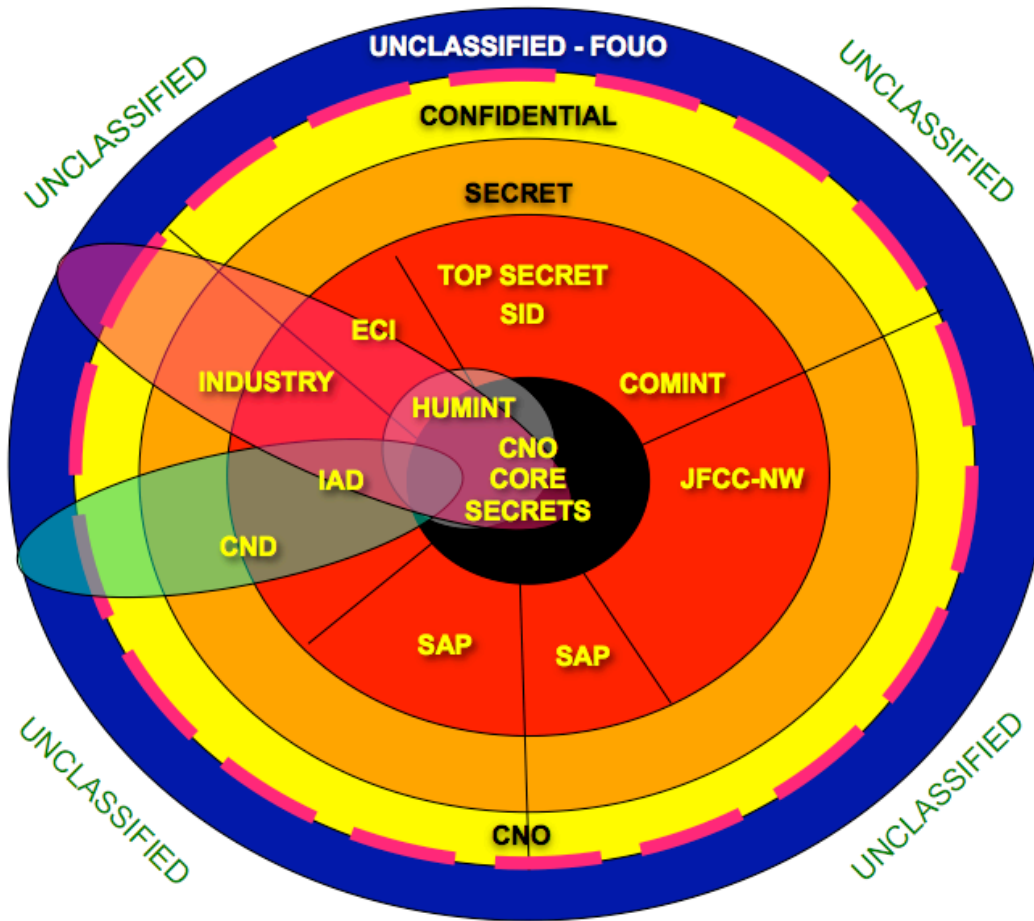 UNCLASSIFIED - FOUO
UNCLASSIFIED
UNCLASSIFIED
CONFIDENTIAL
SECRET
TOP SECRET
SID
ECI
INDUSTRY
COMINT
HUMINT
CNO
CORE
SECRETS
IAD
JFCC-NW
CND
SAP
SAP
UNCLASSIFIED
UNCLASSIFIED
CNO